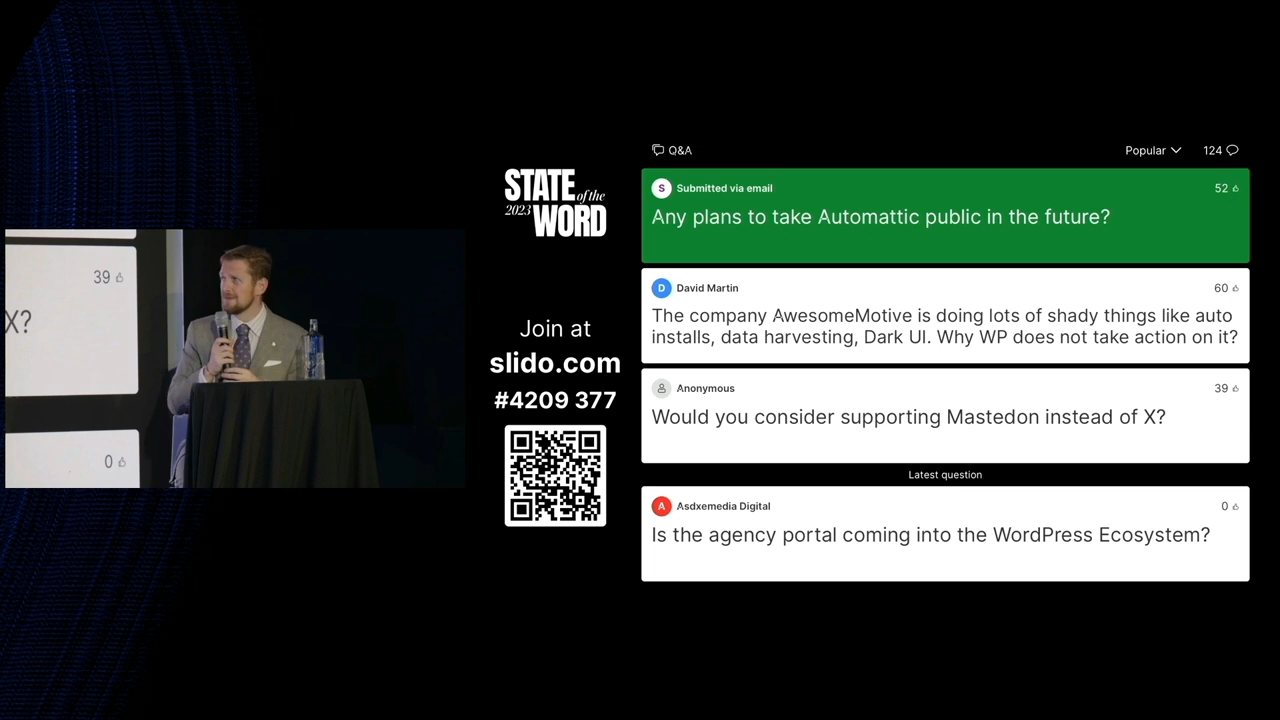 39
X?
0
STATE of the
2023 WORD
Join at
slido.com
#4209 377
Q&A
Popular
124
S Submitted via email
52
Any plans to take Automattic public in the future?
D David Martin
60
The company AwesomeMotive is doing lots of shady things like auto
installs, data harvesting, Dark UI. Why WP does not take action on it?
Anonymous
39
Would you consider supporting Mastedon instead of X?
Latest question
A Asdxemedia Digital
0
Is the agency portal coming into the WordPress Ecosystem?